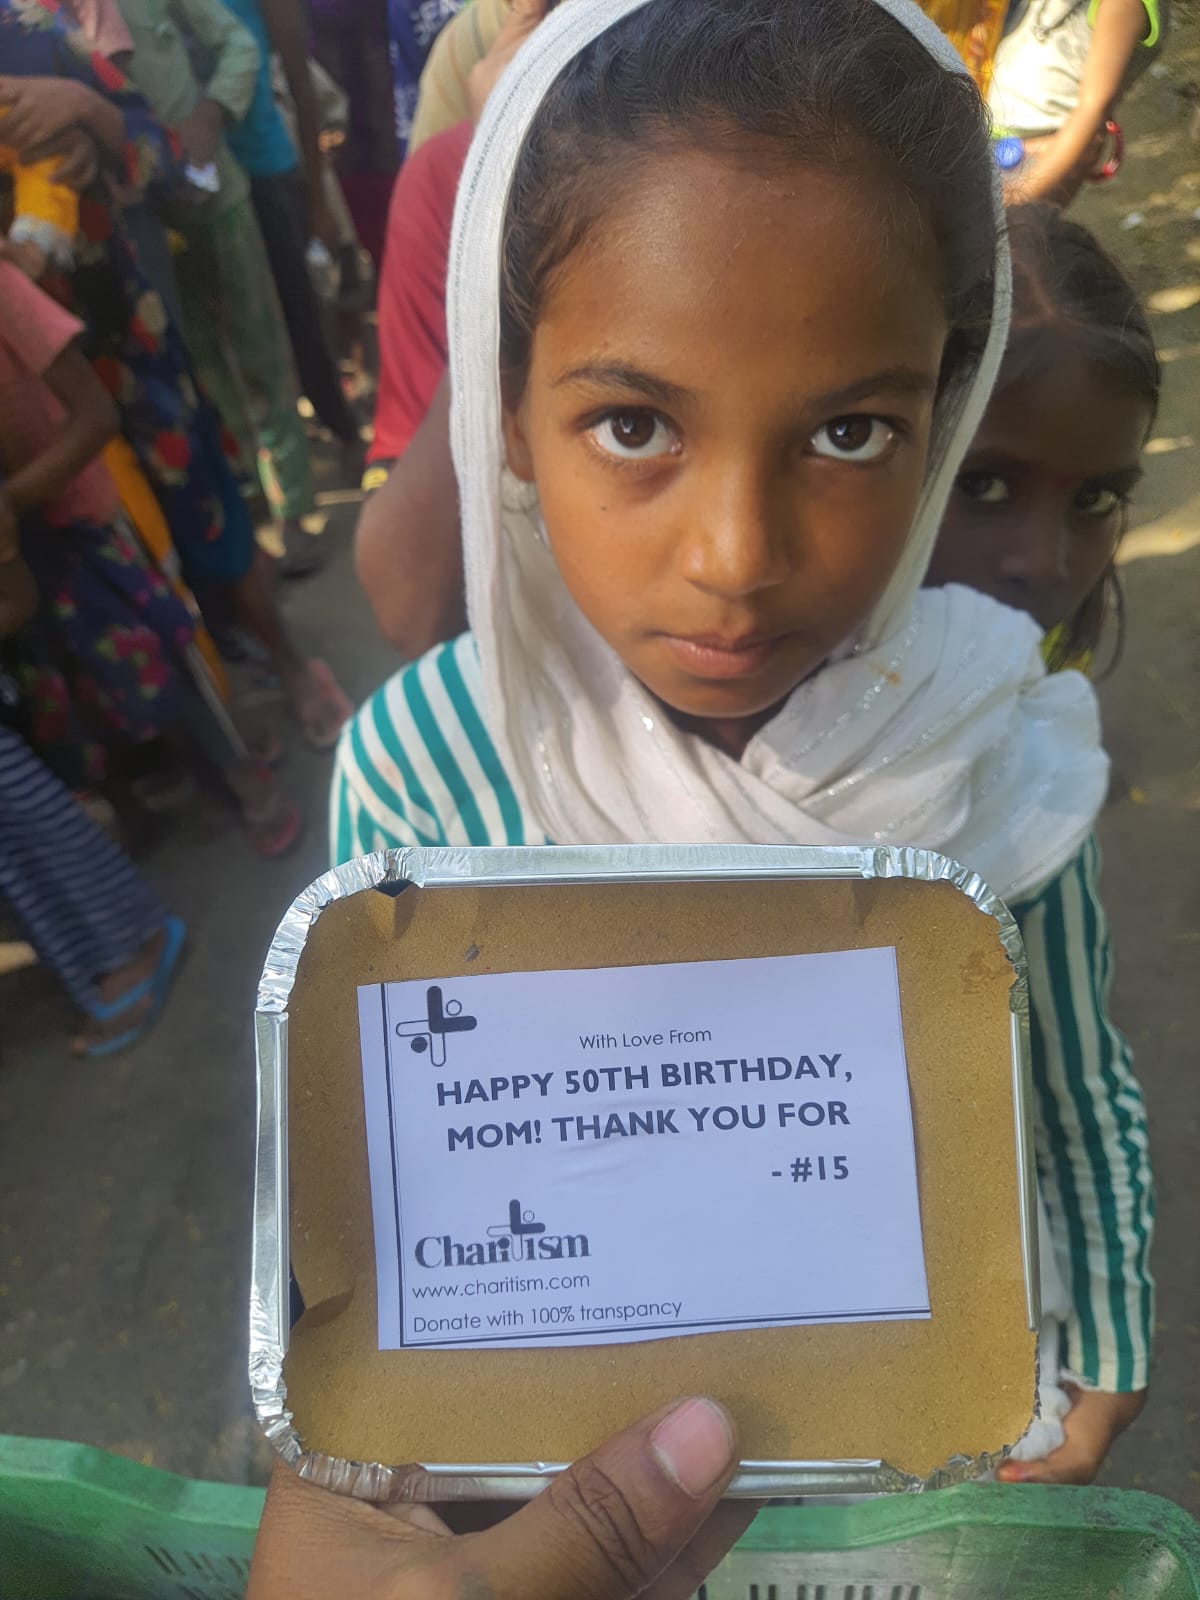 With Love From
HAPPY 50TH BIRTHDAY,
MOM! THANK YOU FOR
- #15
Charitism
www.charitism.com
Donate with 100% transpancy